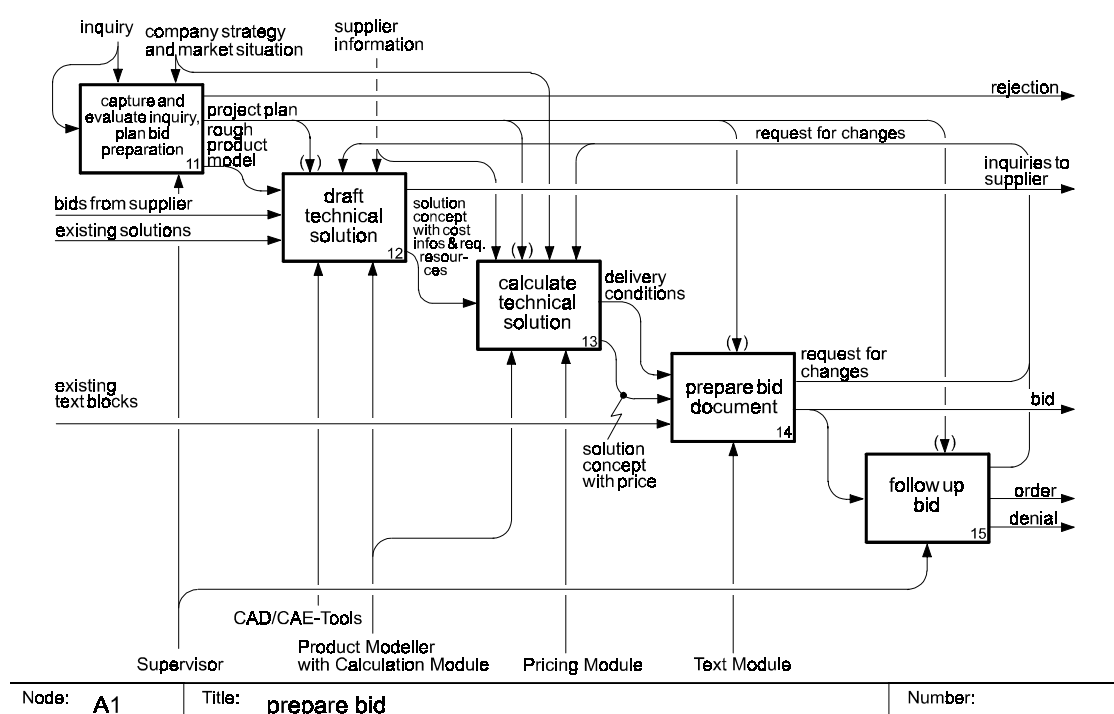 inquiry
company strategy
and market situation
supplier
information
capture and
evaluate inquiry,
plan bid
preparation
11
rejection
project plan
rough
product
model
request for changes
inquiries to
supplier
( )
bids from supplier
existing solutions
draft
technical
solution
12
solution
concept
with cost
infos & req.
resour-
ces
( )
calculate
technical
solution
13
delivery
conditions
( )
existing
text blocks
prepare bid
document
14
request for
changes
bid
solution
concept
with price
( )
follow up
bid
15
order
denial
CAD/CAE-Tools
Product Modeller
with Calculation Module
Supervisor
Pricing Module
Text Module
Node: A1
Title: prepare bid
Number: